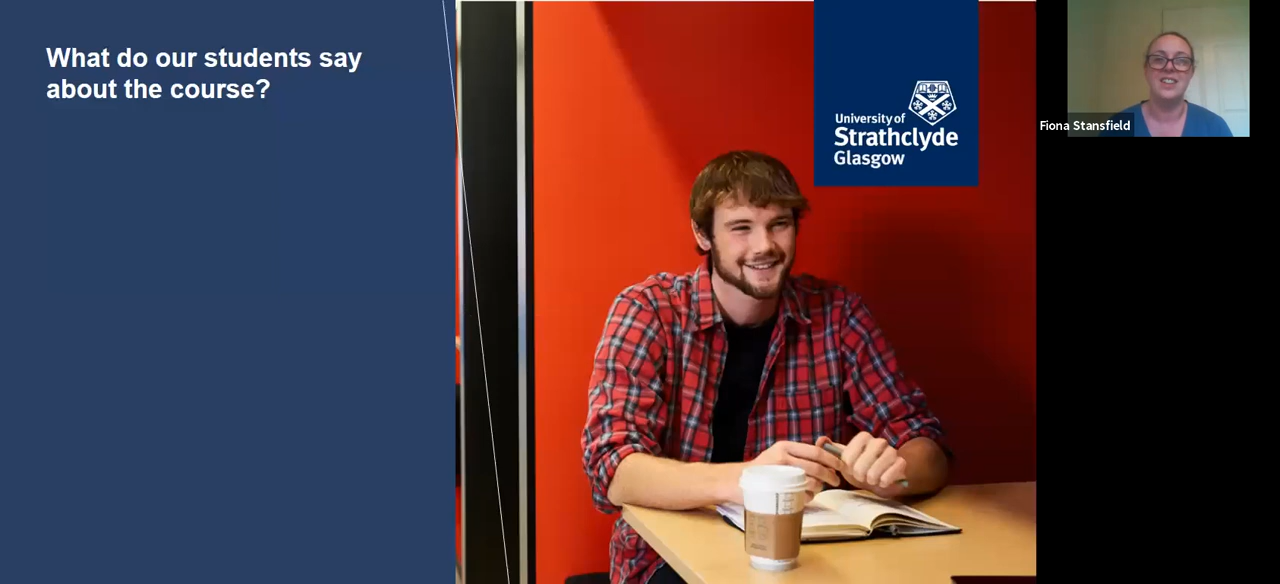 What do our students say
about the course?
University of
Strathclyde
Glasgow
Fiona Stansfield